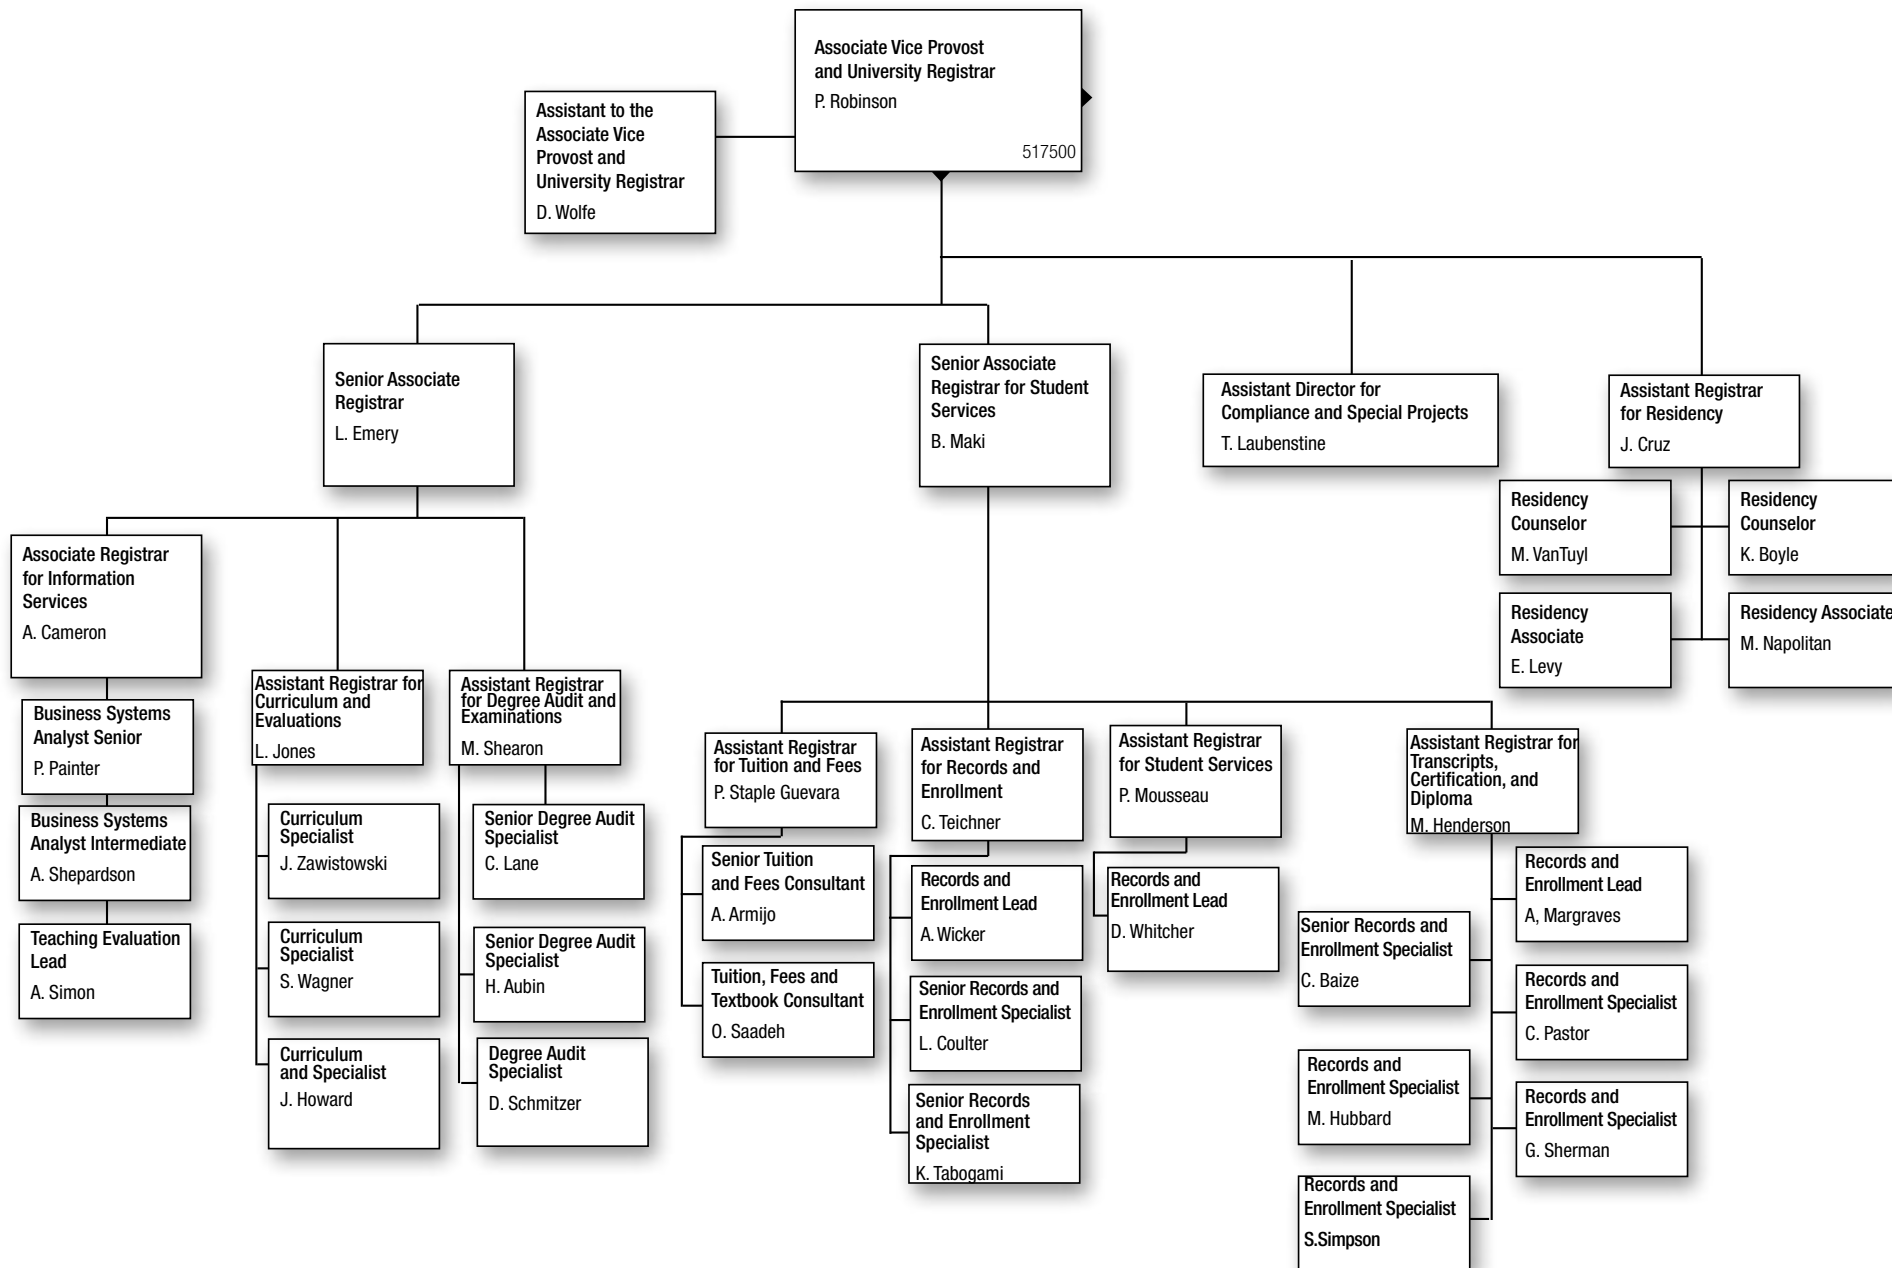 Associate Vice Provost
and University Registrar
P. Robinson
517500
Assistant to the
Associate Vice
Provost and
University Registrar
D. Wolfe
Senior Associate
Registrar
L. Emery
Senior Associate
Registrar for Student
Services
B. Maki
Assistant Director for
Compliance and Special Projects
T. Laubenstine
Assistant Registrar
for Residency
J. Cruz
Residency
Counselor
M. VanTuyl
Residency
Counselor
K. Boyle
Residency
Associate
E. Levy
Residency Associate
M. Napolitan
Associate Registrar
for Information
Services
A. Cameron
Business Systems
Analyst Senior
P. Painter
Business Systems
Analyst Intermediate
A. Shepardson
Teaching Evaluation
Lead
A. Simon
Assistant Registrar for
Curriculum and
Evaluations
L. Jones
Curriculum
Specialist
J. Zawistowski
Curriculum
Specialist
S. Wagner
Curriculum
and Specialist
J. Howard
Assistant Registrar
for Degree Audit and
Examinations
M. Shearon
Senior Degree Audit
Specialist
C. Lane
Senior Degree Audit
Specialist
H. Aubin
Degree Audit
Specialist
D. Schmitzer
Assistant Registrar
for Tuition and Fees
P. Staple Guevara
Senior Tuition
and Fees Consultant
A. Armijo
Tuition, Fees and
Textbook Consultant
O. Saadeh
Assistant Registrar
for Records and
Enrollment
C. Teichner
Records and
Enrollment Lead
A. Wicker
Senior Records and
Enrollment Specialist
L. Coulter
Senior Records
and Enrollment
Specialist
K. Tabogami
Assistant Registrar
for Student Services
P. Mousseau
Records and
Enrollment Lead
D. Whitcher
Assistant Registrar for
Transcripts,
Certification, and
Diploma
M. Henderson
Records and
Enrollment Lead
A, Margraves
Senior Records and
Enrollment Specialist
C. Baize
Records and
Enrollment Specialist
C. Pastor
Records and
Enrollment Specialist
M. Hubbard
Records and
Enrollment Specialist
G. Sherman
Records and
Enrollment Specialist
S.Simpson